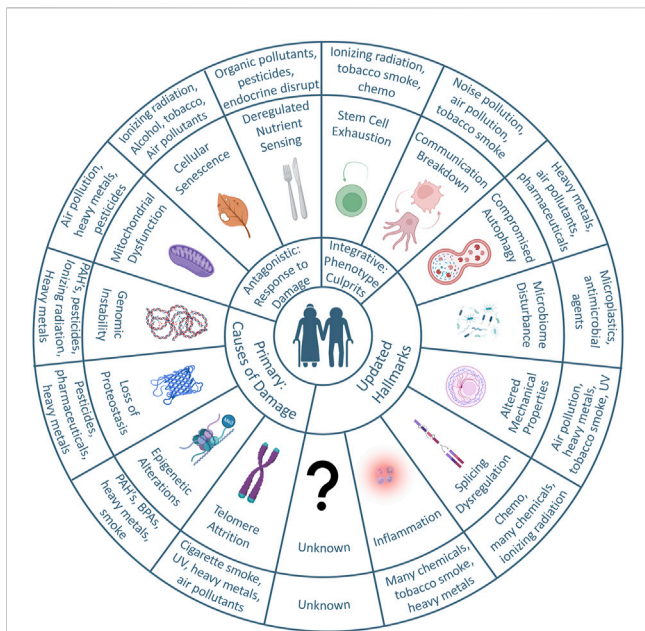 Organic pollutants,
pesticides,
endocrine disrupt
Ionizing radiation,
tobacco smoke,
chemo
Noise pollution,
air pollution,
tobacco smoke
Heavy metals,
air pollutants,
pharmaceuticals
Microplastics,
antimicrobial
agents
Air pollution,
heavy metals,
tobacco smoke, UV
Chemo,
many chemicals,
ionizing radiation
Many chemicals,
tobacco smoke,
heavy metals
Unknown
Cigarette smoke,
UV, heavy metals,
air pollutants
PAH's, BPAs,
heavy metals,
smoke
Pesticides,
pharmaceuticals,
heavy metals
PAH's, pesticides,
Ionizing radiation,
Heavy metals
Air pollution,
heavy metals,
pesticides
Ionizing radiation,
Alcohol, tobacco,
Air pollutants
Deregulated
Nutrient
Sensing
Stem Cell
Exhaustion
Communication
Breakdown
Compromised
Autophagy
Microbiome
Disturbance
Altered
Mechanical
Properties
Splicing
Dysregulation
Inflammation
?
Unknown
Telomere
Attrition
Epigenetic
Alterations
Loss of
Proteostasis
Genomic
Instability
Mitochondrial
Dysfunction
Cellular
Senescence
Antagonistic:
Response to
Damage
Integrative:
Phenotype
Culprits
Updated
Hallmarks
Primary:
Causes of Damage